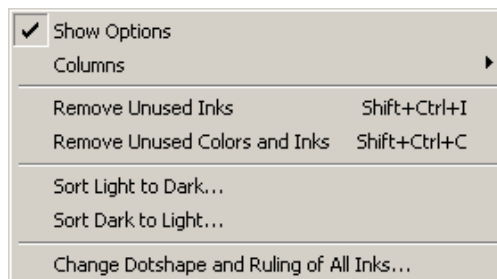 Show Options
Columns
Remove Unused Inks Shift+Ctrl+I
Remove Unused Colors and Inks Shift+Ctrl+C
Sort Light to Dark...
Sort Dark to Light...
Change Dotshape and Ruling of All Inks...